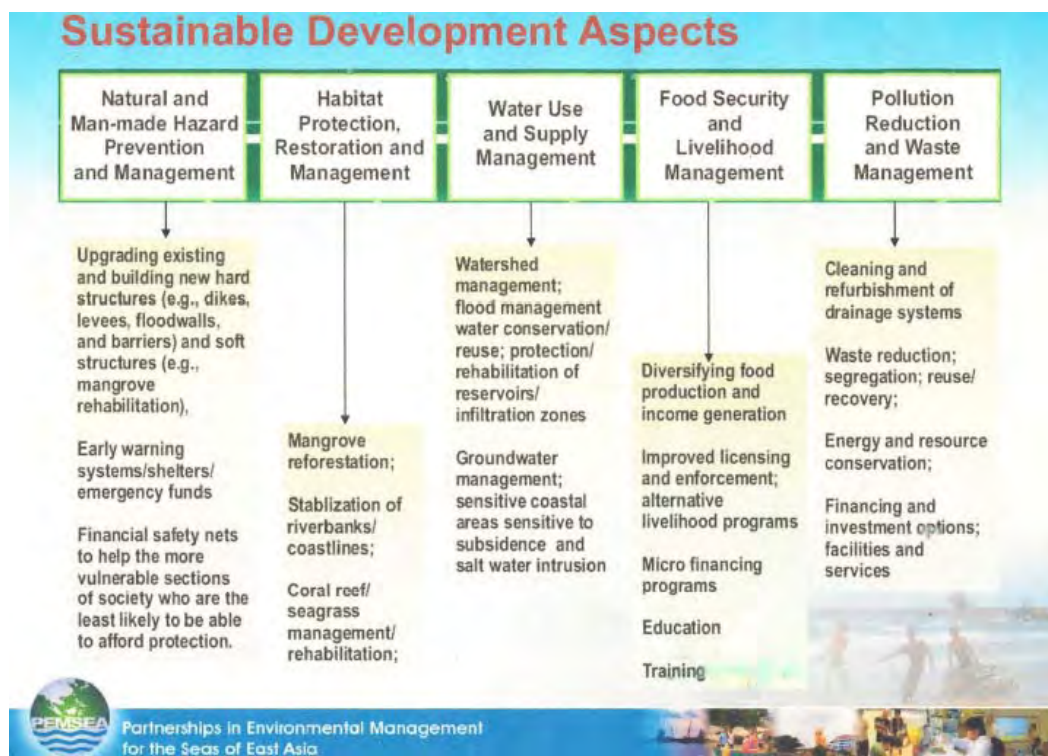 Sustainable Development Aspects
Natural and
Man-made Hazard
Prevention
and Management
Habitat
Protection,
Restoration and
Management
Water Use
and Supply
Management
Food Security
and
Livelihood
Management
Pollution
Reduction
and Waste
Management
Upgrading existing
and building new hard
structures (e.g., dikes,
levees, floodwalls,
and barriers) and soft
structures (e.g.,
mangrove
rehabilitation),
Early warning
systems/shelters/
emergency funds
Financial safety nets
to help the more
vulnerable sections
of society who are the
least likely to be able
to afford protection.
Mangrove
reforestation;
Stablization of
riverbanks/
coastlines;
Coral reef/
seagrass
management/
rehabilitation;
Watershed
management;
flood management
water conservation/
reuse; protection/
rehabilitation of
reservoirs/
infiltration zones
Groundwater
management;
sensitive coastal
areas sensitive to
subsidence and
salt water intrusion
Diversifying food
production and
income generation
Improved licensing
and enforcement;
alternative
livelihood programs
Micro financing
programs
Education
Training
Cleaning and
refurbishment of
drainage systems
Waste reduction;
segregation; reuse/
recovery;
Energy and resource
conservation;
Financing and
investment options;
facilities and
services
PEMSEA
Partnerships in Environmental Management
for the Seas of East Asia